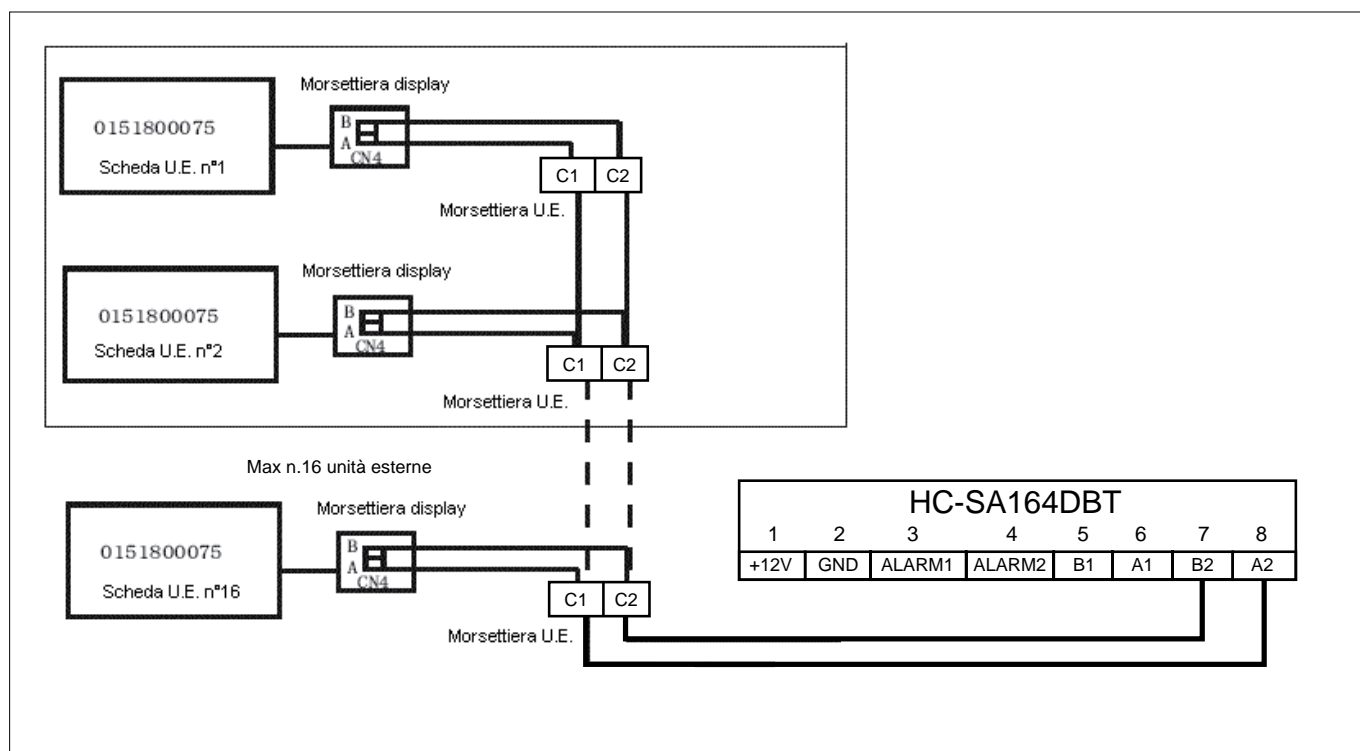 Morsettiera display
0151800075
Scheda U.E. n°1
B
A
CN4
C1 C2
Morsettiera U.E.
Morsettiera display
0151800075
Scheda U.E. n°2
B
A
CN4
C1 C2
Morsettiera U.E.
Max n.16 unità esterne
Morsettiera display
0151800075
Scheda U.E. n°16
B
A
CN4
C1 C2
Morsettiera U.E.
HC-SA164DBT
1 2 3 4 5 6 7 8
+12V GND ALARM1 ALARM2 B1 A1 B2 A2